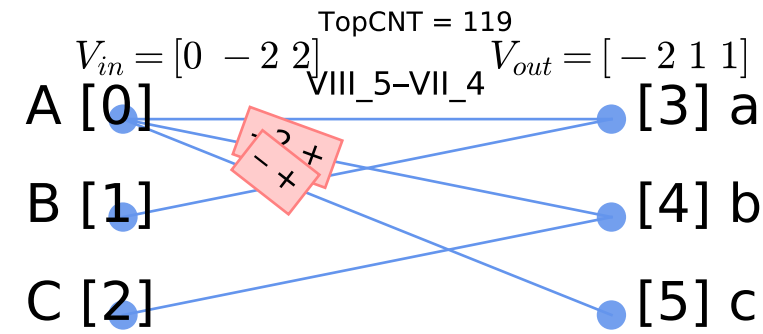 TopCNT = 119
V_in = [0 −2 2] V_out = [−2 1 1]
VIII_5–VII_4
A [0] [3] a
− +
B [1] [4] b
C [2] [5] c